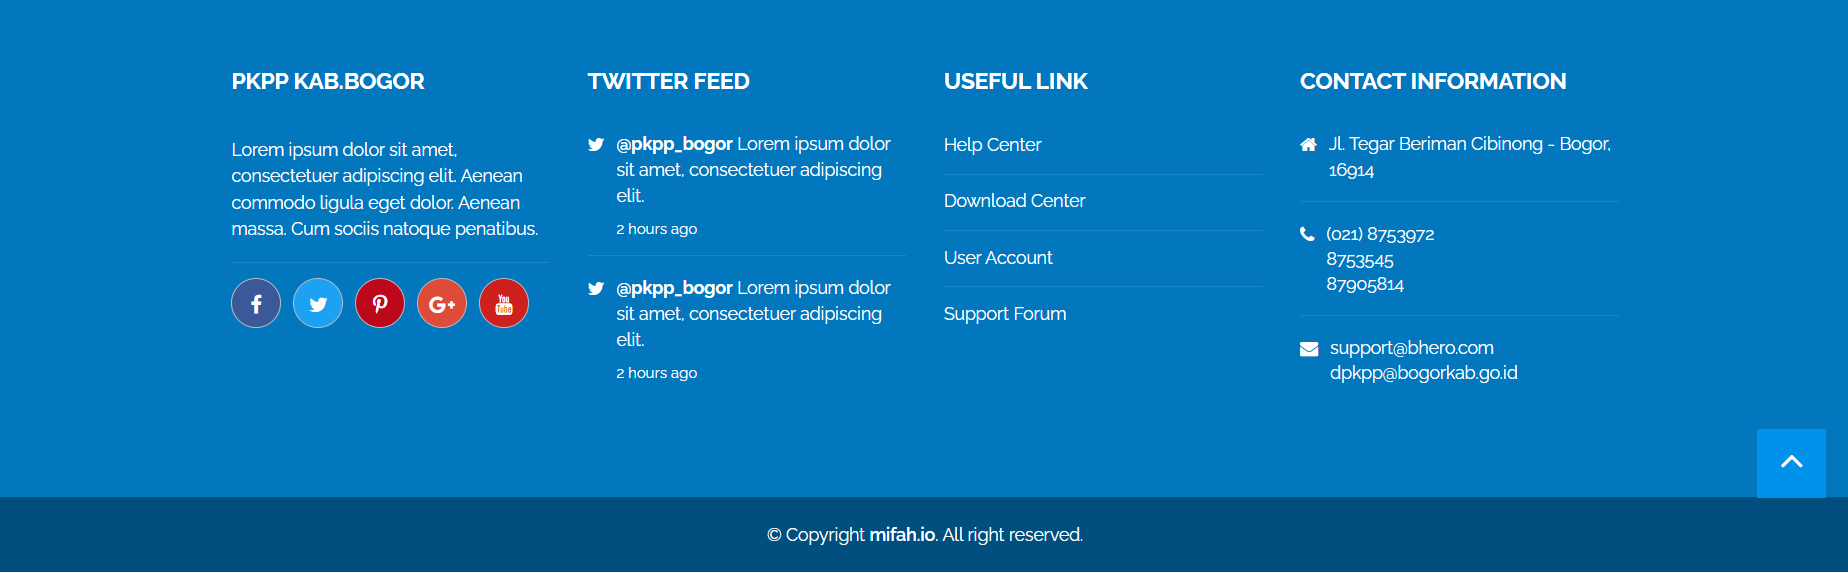 PKPP KAB.BOGOR
Lorem ipsum dolor sit amet,
consectetuer adipiscing elit. Aenean
commodo ligula eget dolor. Aenean
massa. Cum sociis natoque penatibus.
You
Tube
TWITTER FEED
@pkpp_bogor Lorem ipsum dolor
sit amet, consectetuer adipiscing
elit.
2 hours ago
@pkpp_bogor Lorem ipsum dolor
sit amet, consectetuer adipiscing
elit.
2 hours ago
USEFUL LINK
Help Center
Download Center
User Account
Support Forum
CONTACT INFORMATION
Jl. Tegar Beriman Cibinong - Bogor,
16914
(021) 8753972
8753545
87905814
support@bhero.com
dpkpp@bogorkab.go.id
© Copyright mifah.io. All right reserved.